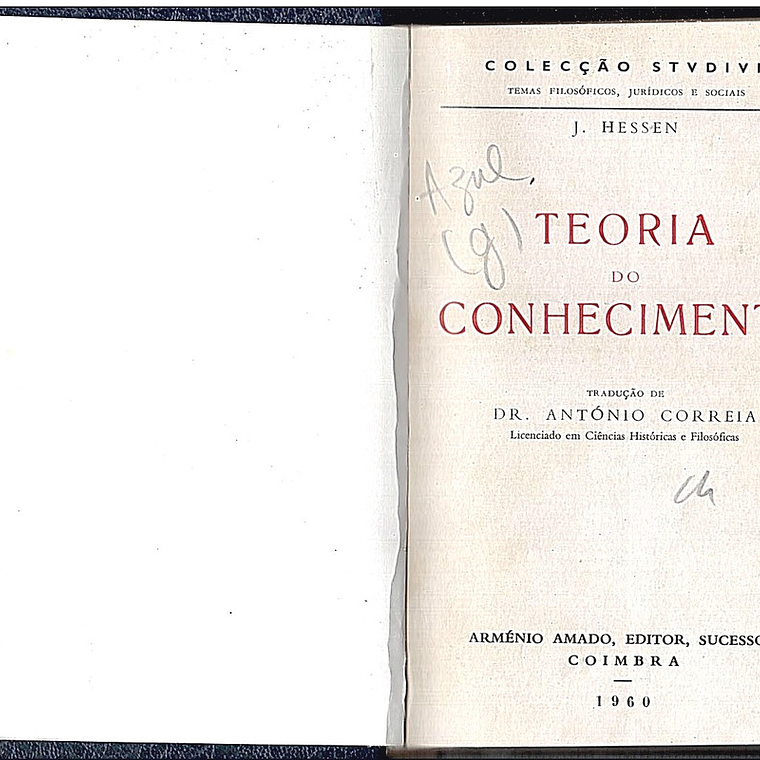 COLECÇÃO STVDIV
TEMAS FILOSÓFICOS, JURÍDICOS E SOCIAIS
J. HESSEN
Azul,
(g)
TEORIA
DO
CONHECIMENT
TRADUÇÃO DE
DR. ANTÓNIO CORREIA
Licenciado em Ciências Históricas e Filosóficas
ARMÉNIO AMADO, EDITOR, SUCESSO
COIMBRA
1960